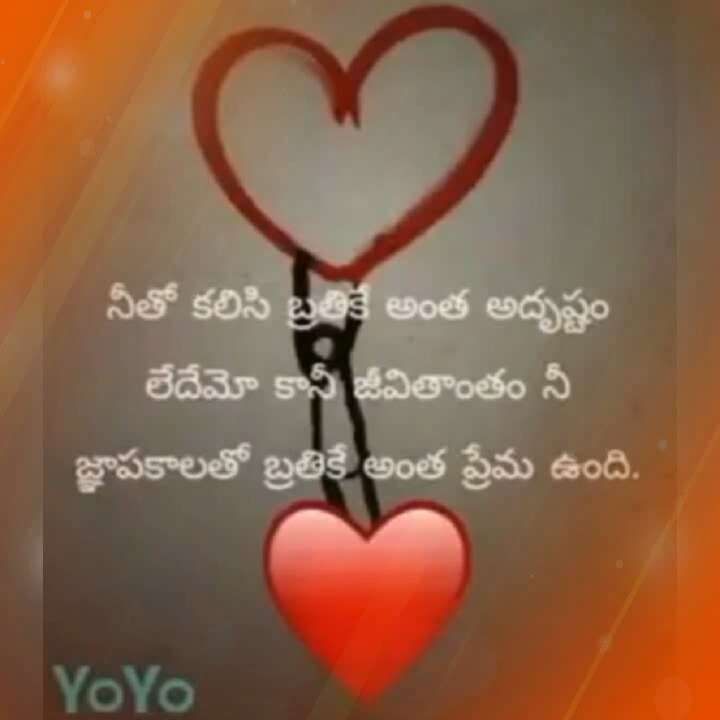 నీతో కలిసి బ్రతికే అంత అదృష్టం
లేదేమో కానీ జీవితాంతం నీ
జ్ఞాపకాలతో బ్రతికే అంత ప్రేమ ఉంది.
YoYo